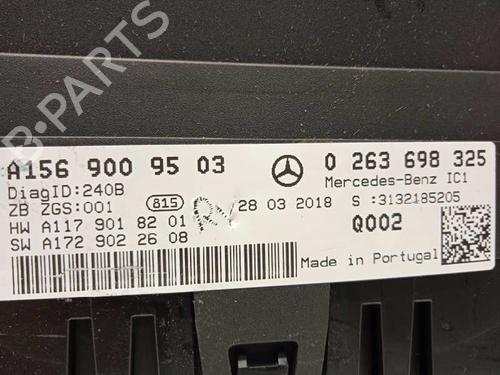 B-PARTS
A156 900 95 03
0 263 698 325
DiagID:240B
Mercedes-Benz IC1
ZB ZGS:001
815
28 03 2018
S :3132185205
HW A117 901 82 01
Q002
SW A172 902 26 08
Made in Portugal